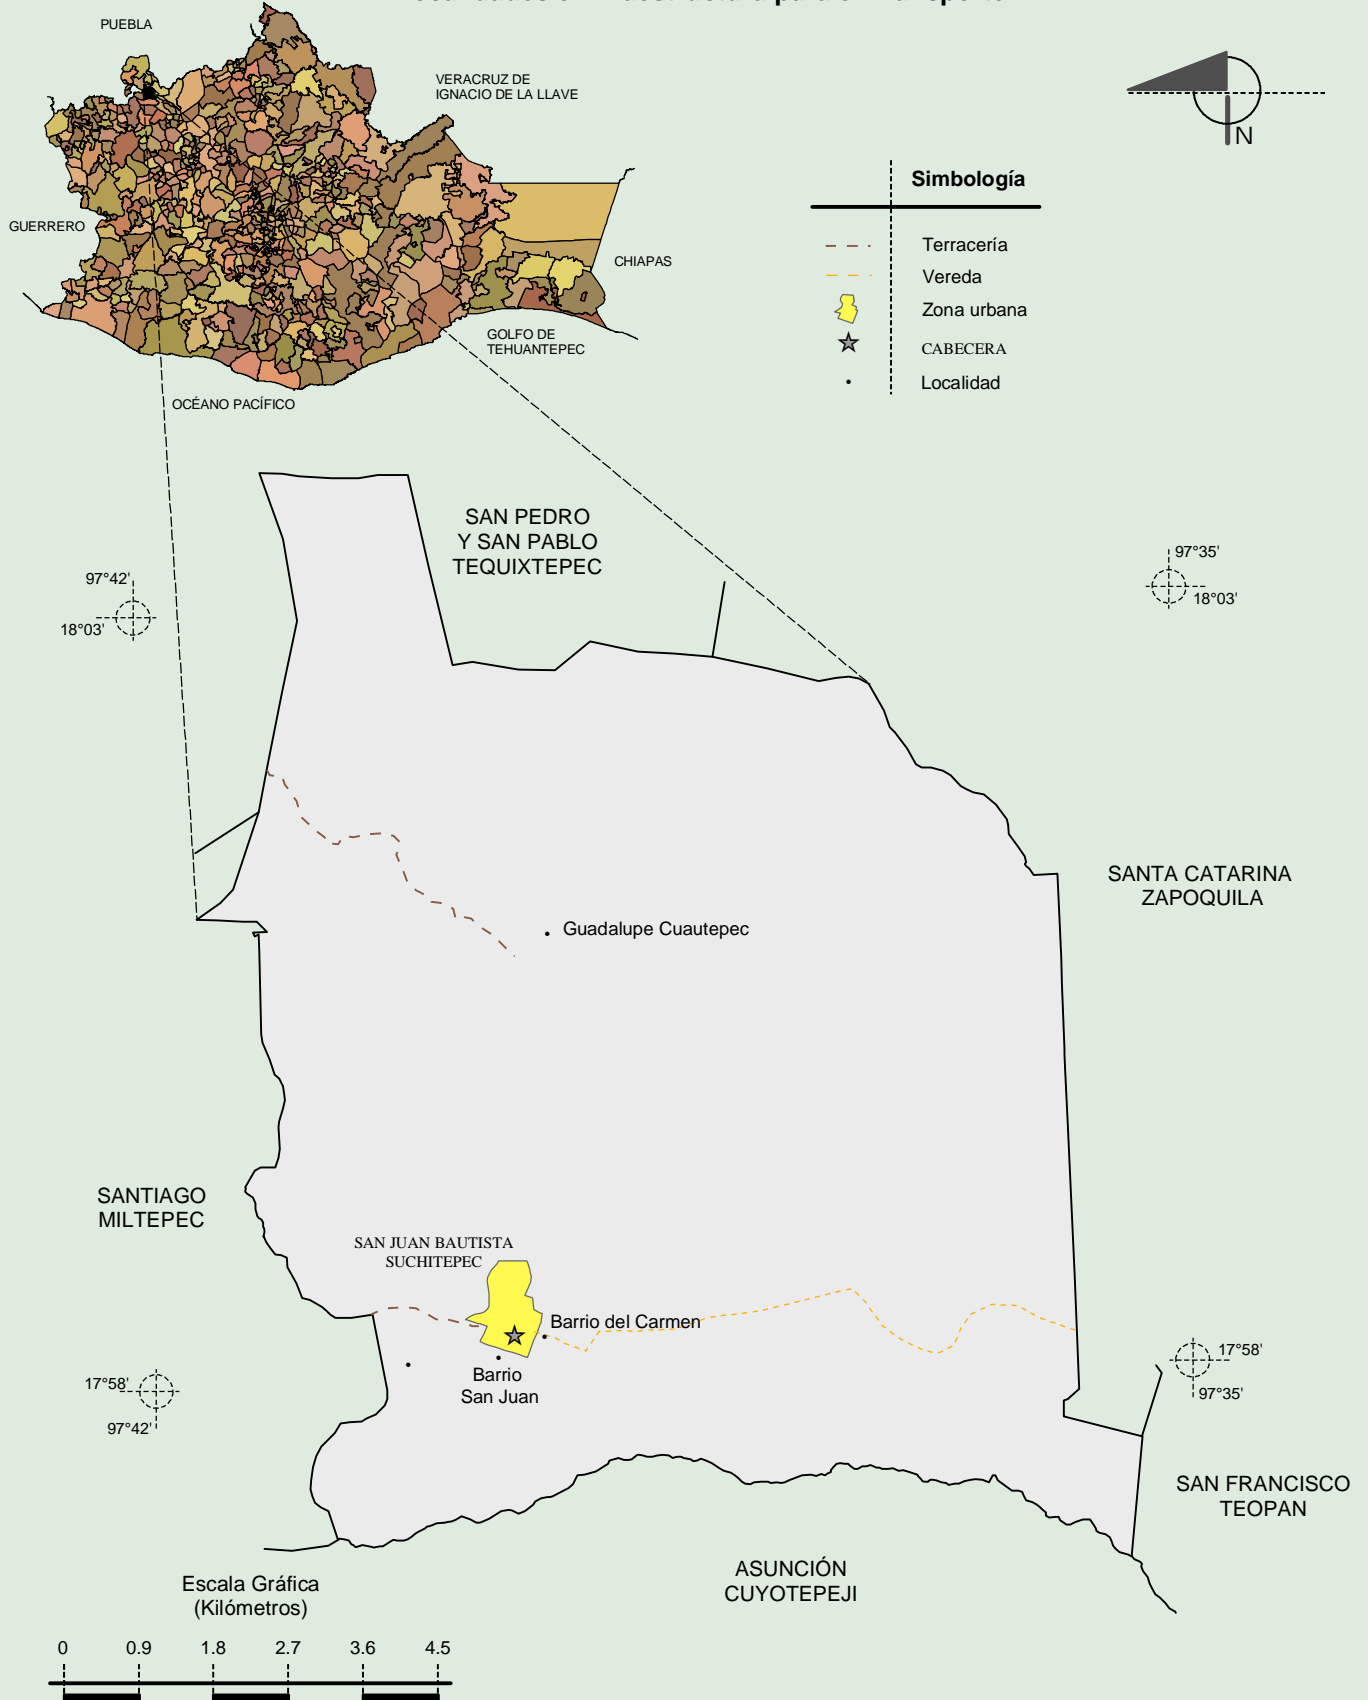 PUEBLA
VERACRUZ DE
IGNACIO DE LA LLAVE
GUERRERO
CHIAPAS
GOLFO DE
TEHUANTEPEC
OCÉANO PACÍFICO
N
Simbología
Terracería
Vereda
Zona urbana
CABECERA
Localidad
SAN PEDRO
Y SAN PABLO
TEQUIXTEPEC
97°42'
18°03'
97°35'
18°03'
SANTA CATARINA
ZAPOQUILA
Guadalupe Cuautepec
SANTIAGO
MILTEPEC
SAN JUAN BAUTISTA
SUCHITEPEC
Barrio del Carmen
Barrio
San Juan
17°58'
97°42'
17°58'
97°35'
SAN FRANCISCO
TEOPAN
ASUNCIÓN
CUYOTEPEJI
Escala Gráfica
(Kilómetros)
0 0.9 1.8 2.7 3.6 4.5